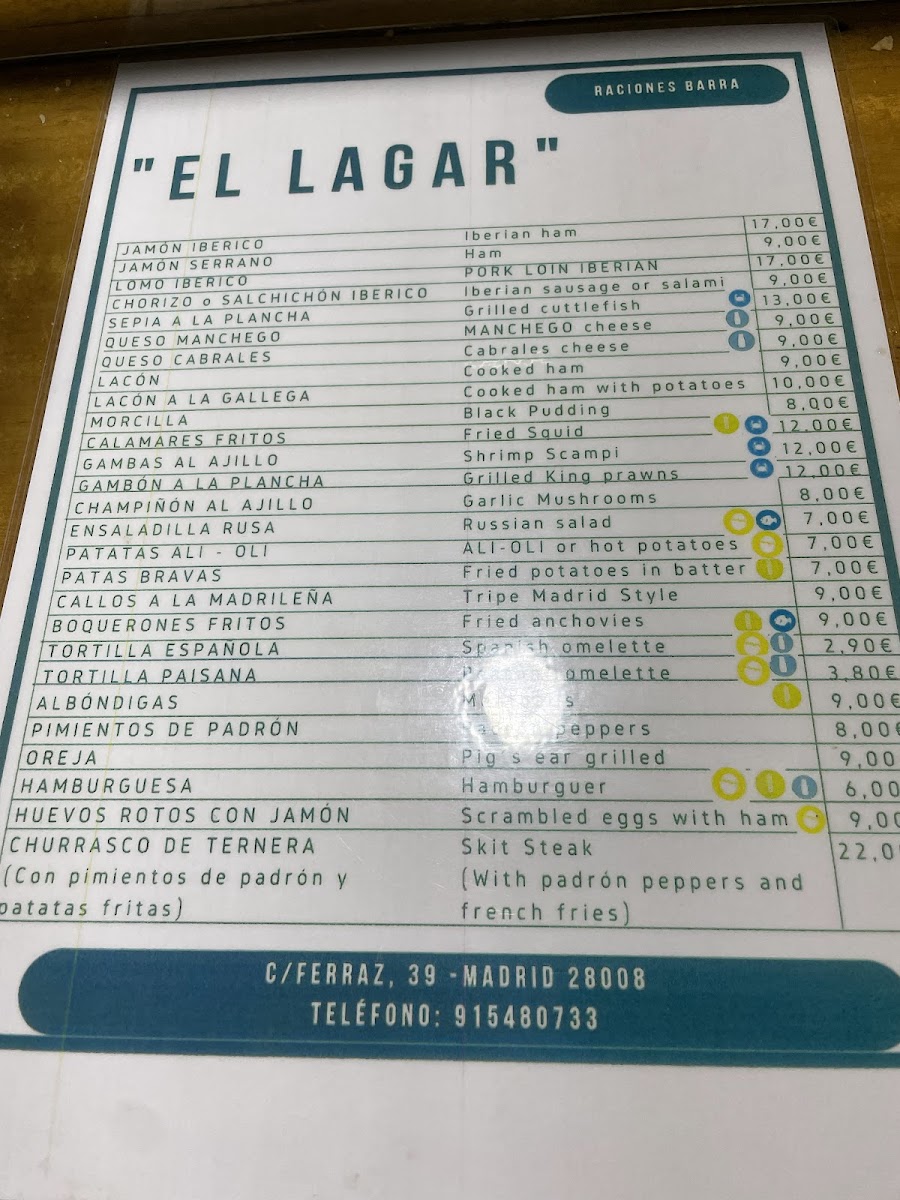 RACIONES BARRA
"EL LAGAR"
JAMÓN IBERICO Iberian ham 17,00€
JAMÓN SERRANO Ham 9,00€
LOMO IBERICO PORK LOIN IBERIAN 17,00€
CHORIZO o SALCHICHÓN IBERICO Iberian sausage or salami 9,00€
SEPIA A LA PLANCHA Grilled cuttlefish 13,00€
QUESO MANCHEGO MANCHEGO cheese 9,00€
QUESO CABRALES Cabrales cheese 9,00€
LACÓN Cooked ham 9,00€
LACÓN A LA GALLEGA Cooked ham with potatoes 10,00€
MORCILLA Black Pudding 8,00€
CALAMARES FRITOS Fried Squid 12,00€
GAMBAS AL AJILLO Shrimp Scampi 12,00€
GAMBÓN A LA PLANCHA Grilled King prawns 12,00€
CHAMPIÑÓN AL AJILLO Garlic Mushrooms 8,00€
ENSALADILLA RUSA Russian salad 7,00€
PATATAS ALI - OLI ALI-OLI or hot potatoes 7,00€
PATAS BRAVAS Fried potatoes in batter 7,00€
CALLOS A LA MADRILEÑA Tripe Madrid Style 9,00€
BOQUERONES FRITOS Fried anchovies 9,00€
TORTILLA ESPAÑOLA Spanish omelette 2,90€
TORTILLA PAISANA omelette 3,80€
ALBÓNDIGAS 9,00€
PIMIENTOS DE PADRÓN Padrón peppers 8,00€
OREJA Pig's ear grilled 9,00
HAMBURGUESA Hamburguer 6,00
HUEVOS ROTOS CON JAMÓN Scrambled eggs with ham 9,00
CHURRASCO DE TERNERA Skit Steak 22,0
(Con pimientos de padrón y (With padrón peppers and
patatas fritas) french fries)
C/FERRAZ, 39 -MADRID 28008
TELÉFONO: 915480733